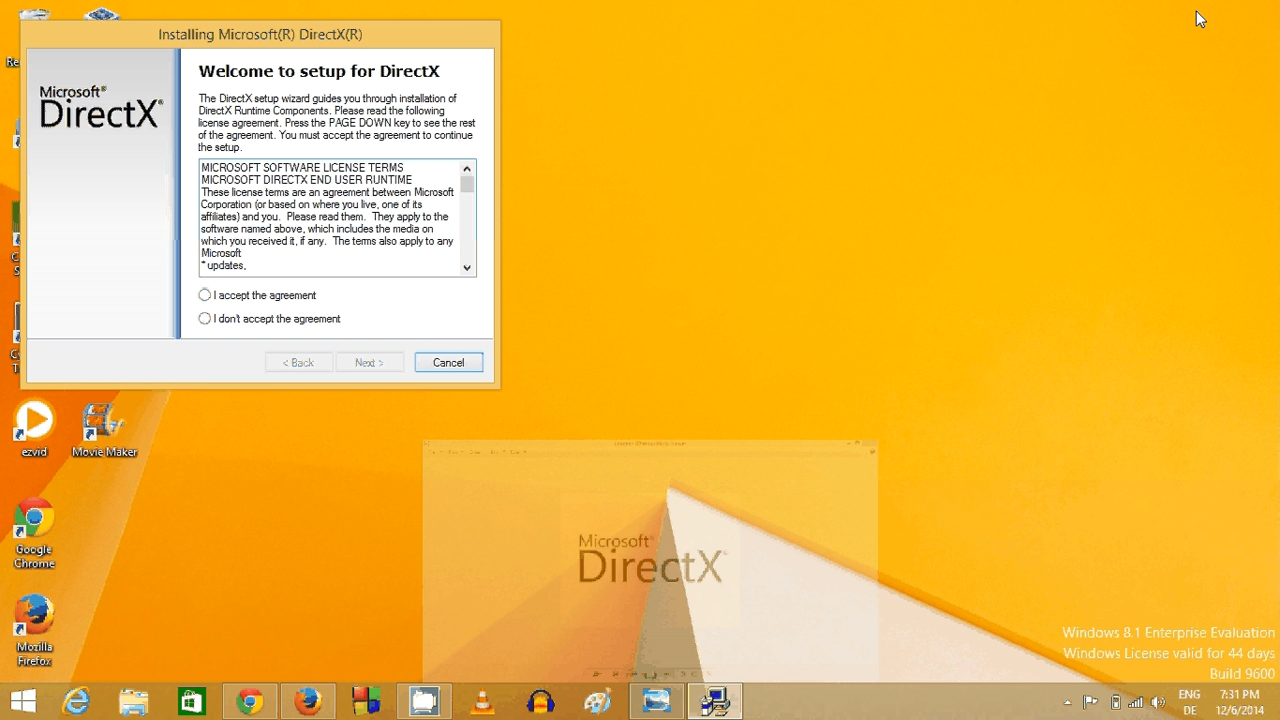 Installing Microsoft(R) DirectX(R)
Microsoft®
DirectX®
Welcome to setup for DirectX
The DirectX setup wizard guides you through installation of
DirectX Runtime Components. Please read the following
license agreement. Press the PAGE DOWN key to see the rest
of the agreement. You must accept the agreement to continue
the setup.
MICROSOFT SOFTWARE LICENSE TERMS
MICROSOFT DIRECTX END USER RUNTIME
These license terms are an agreement between Microsoft
Corporation (or based on where you live, one of its
affiliates) and you. Please read them. They apply to the
software named above, which includes the media on
which you received it, if any. The terms also apply to any
Microsoft
* updates,
I accept the agreement
I don't accept the agreement
< Back
Next >
Cancel
ezvid
Movie Maker
Google
Chrome
Mozilla
Firefox
Microsoft®
DirectX®
Windows 8.1 Enterprise Evaluation
Windows License valid for 44 days
Build 9600
ENG
DE
7:31 PM
12/6/2014